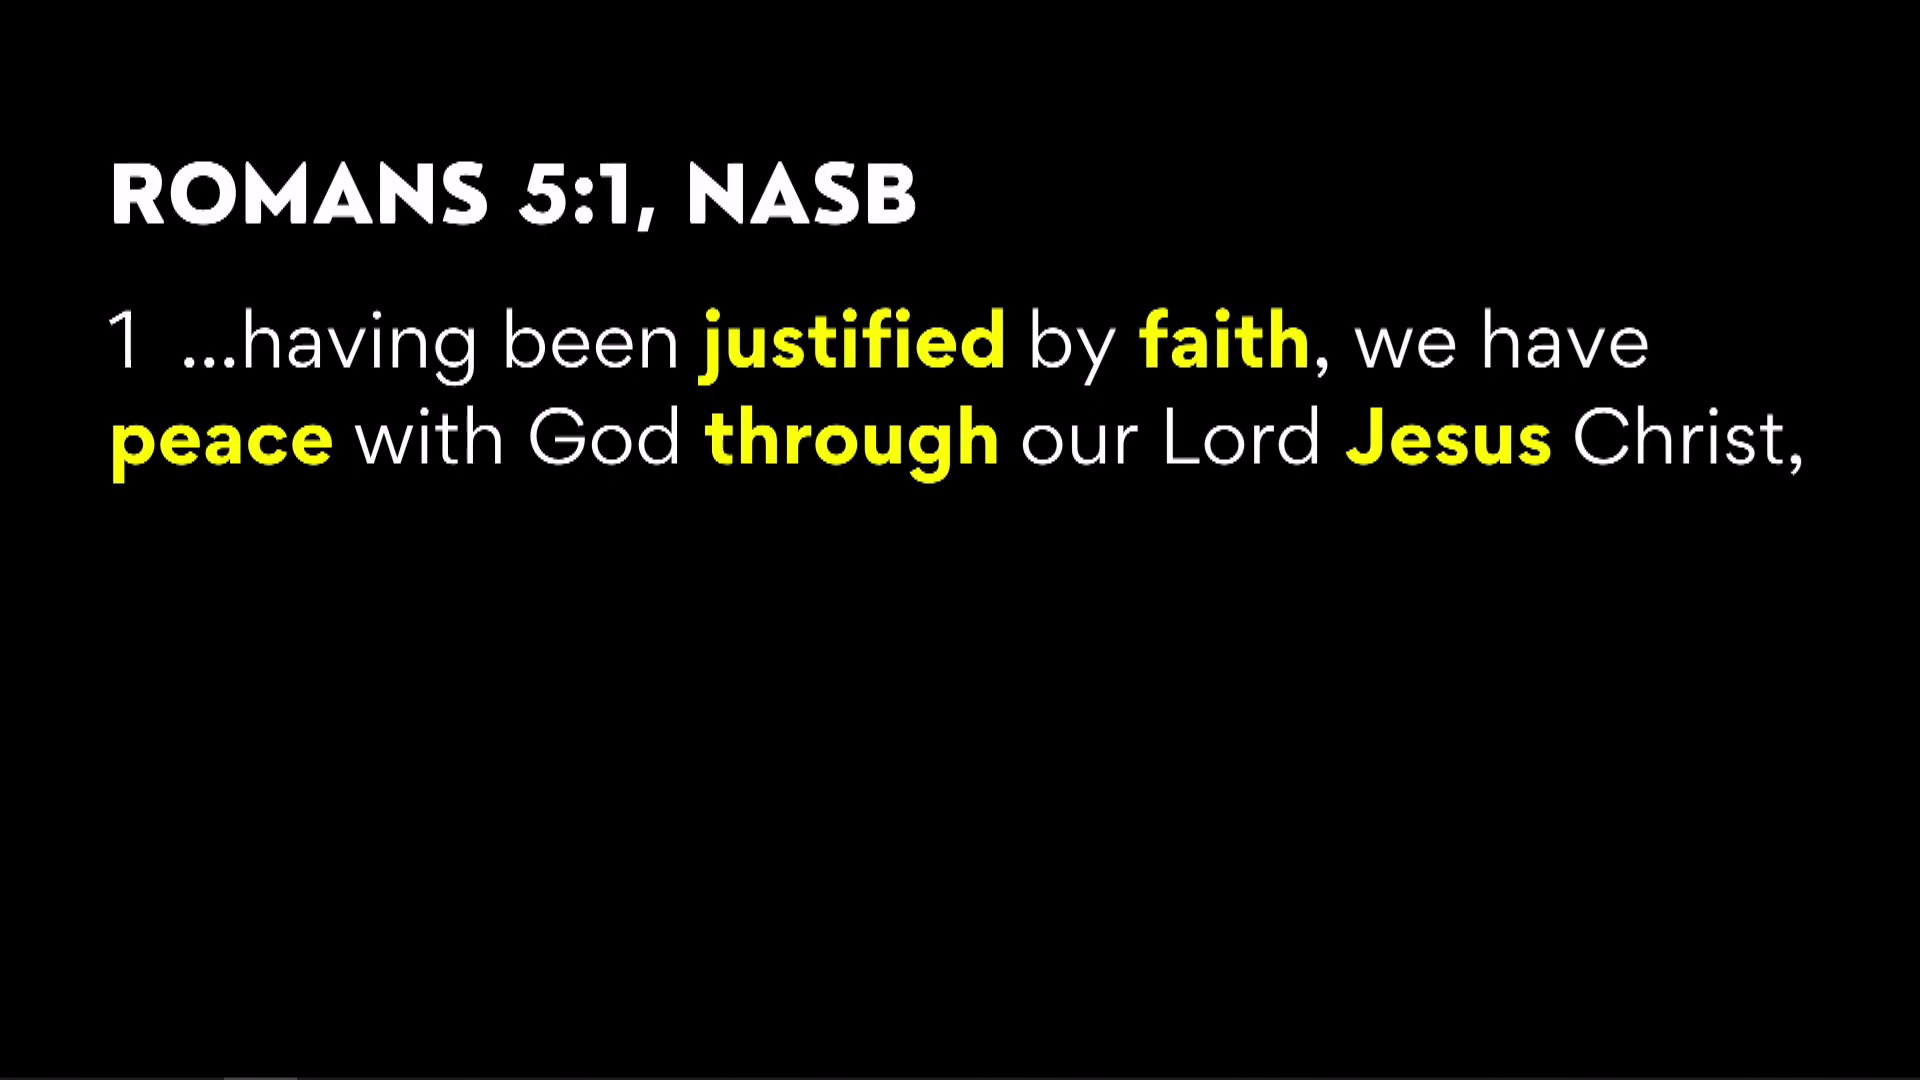 ROMANS 5:1, NASB
1 ...having been justified by faith, we have
peace with God through our Lord Jesus Christ,